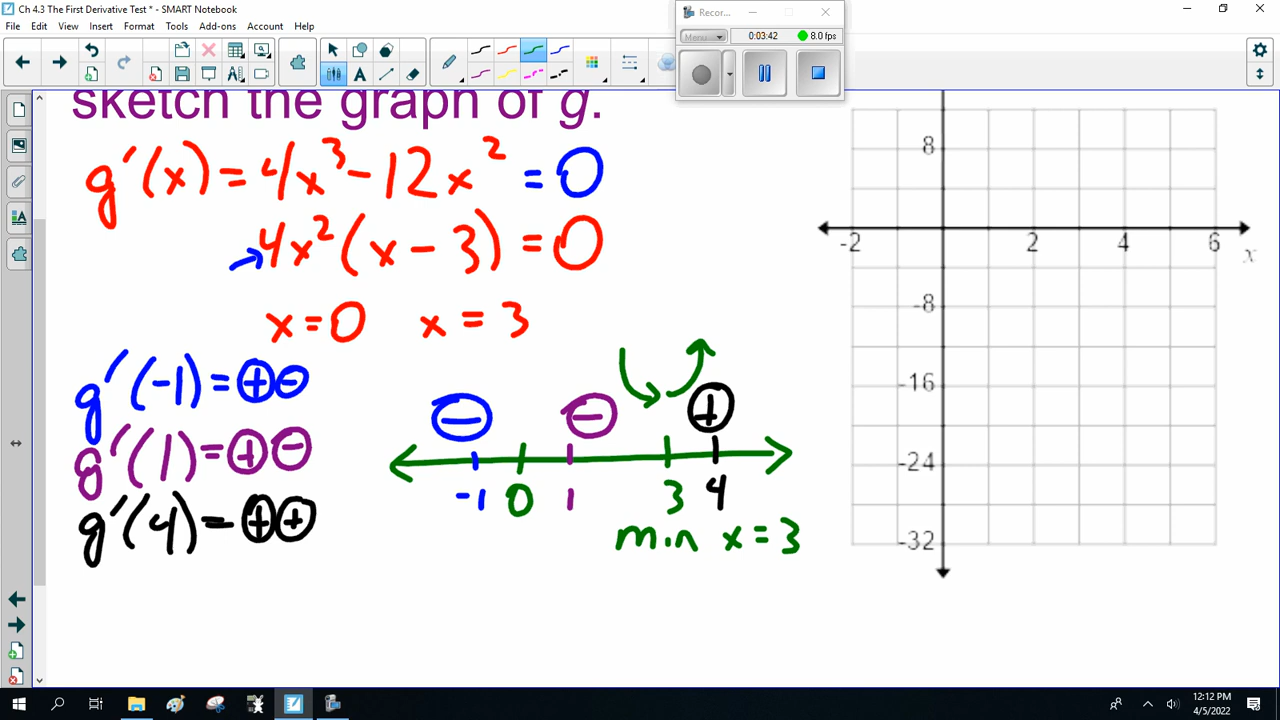 Ch 4.3 The First Derivative Test * - SMART Notebook
Recor...
File Edit View Insert Format Tools Add-ons Account Help
Menu 0:03:42 8.0 fps
sketch the graph of g.
g′(x) = 4x³ − 12x² = 0
4x²(x − 3) = 0
x = 0 x = 3
g′(-1) = ⊕⊖
g′(1) = ⊕⊖
g′(4) = ⊕⊕
⊖ ⊖ ⊕
-1 0 1 3 4
min x = 3
8
-2 2 4 6
x
-8
-16
-24
-32
12:12 PM
4/5/2022